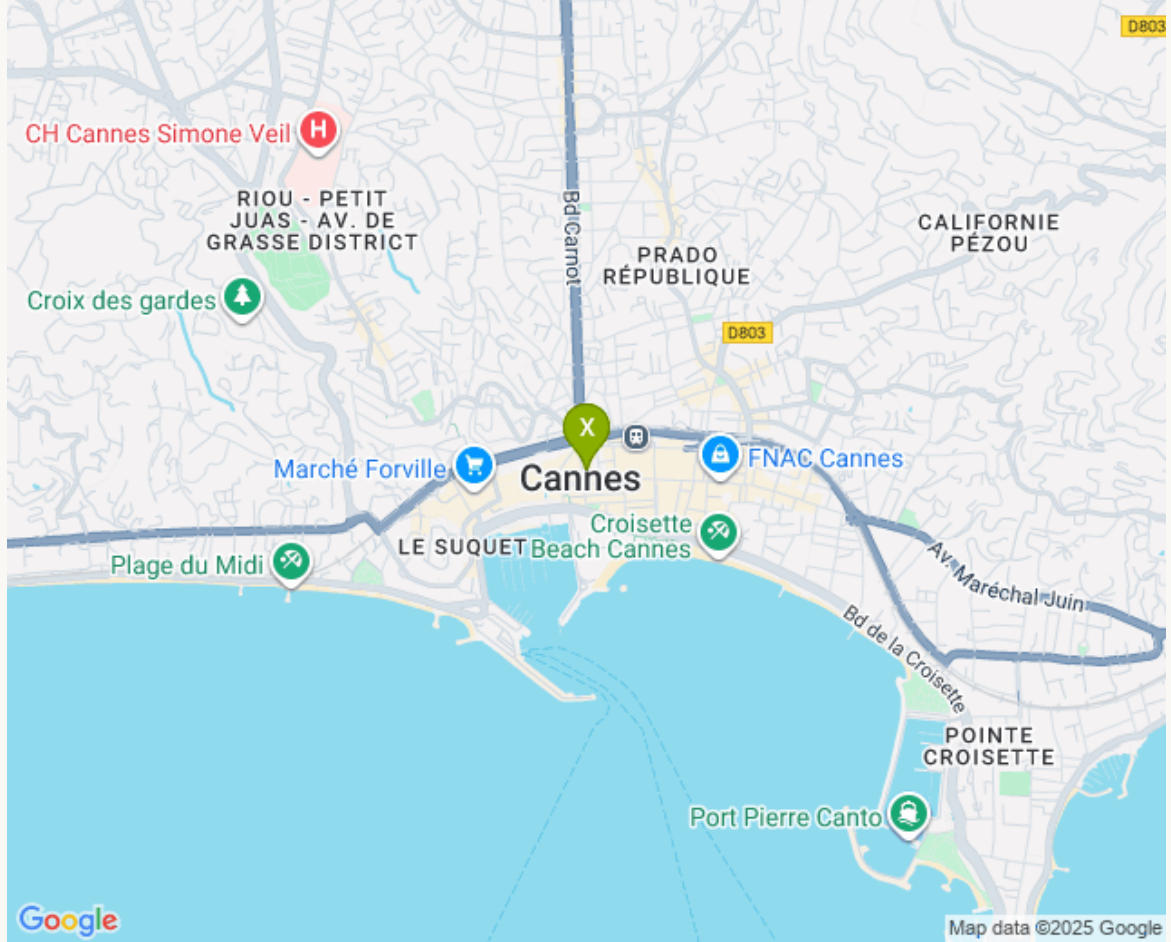 D803
CH Cannes Simone Veil
H
RIOU - PETIT
JUAS - AV. DE
GRASSE DISTRICT
Bd Carnot
CALIFORNIE
PÉZOU
PRADO
RÉPUBLIQUE
Croix des gardes
D803
X
Marché Forville
Cannes
FNAC Cannes
Croisette
Beach Cannes
LE SUQUET
Plage du Midi
Av. Maréchal Juin
Bd de la Croisette
POINTE
CROISETTE
Port Pierre Canto
Google
Map data ©2025 Google